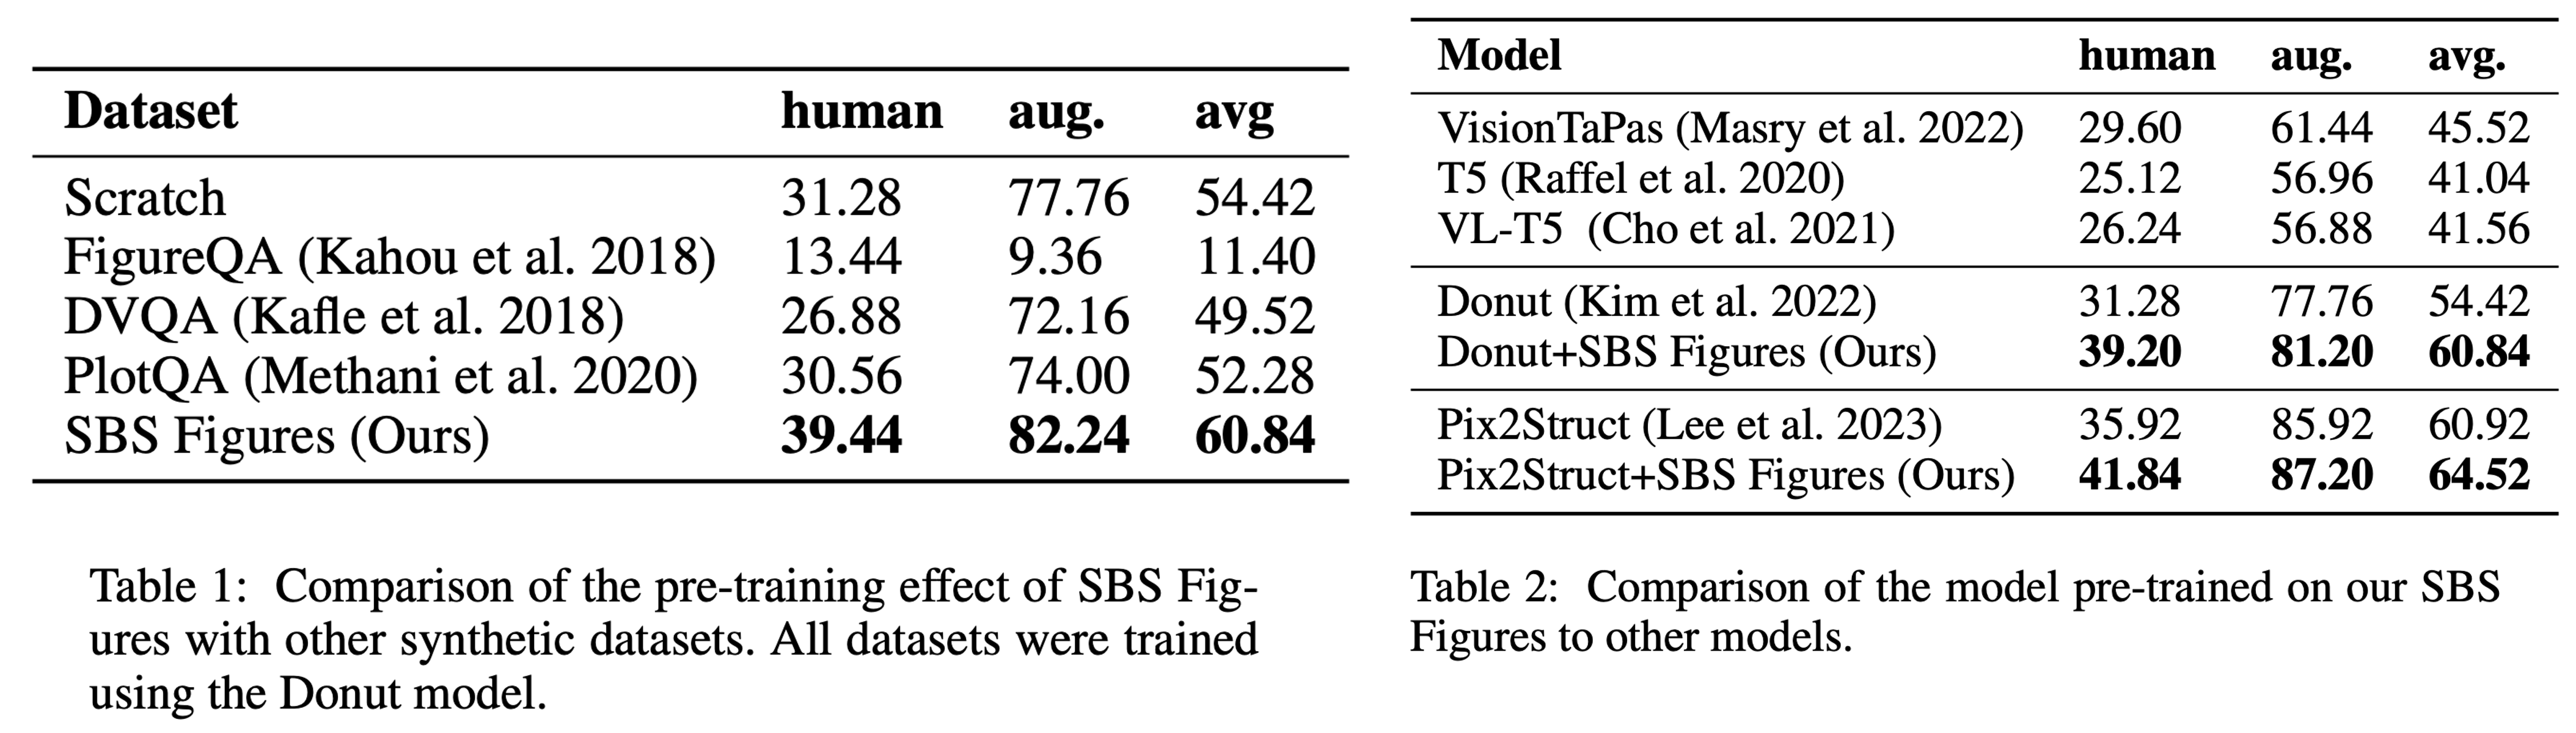 Dataset human aug. avg
Scratch 31.28 77.76 54.42
FigureQA (Kahou et al. 2018) 13.44 9.36 11.40
DVQA (Kafle et al. 2018) 26.88 72.16 49.52
PlotQA (Methani et al. 2020) 30.56 74.00 52.28
SBS Figures (Ours) 39.44 82.24 60.84
Table 1: Comparison of the pre-training effect of SBS Fig-
ures with other synthetic datasets. All datasets were trained
using the Donut model.
Model human aug. avg.
VisionTaPas (Masry et al. 2022) 29.60 61.44 45.52
T5 (Raffel et al. 2020) 25.12 56.96 41.04
VL-T5 (Cho et al. 2021) 26.24 56.88 41.56
Donut (Kim et al. 2022) 31.28 77.76 54.42
Donut+SBS Figures (Ours) 39.20 81.20 60.84
Pix2Struct (Lee et al. 2023) 35.92 85.92 60.92
Pix2Struct+SBS Figures (Ours) 41.84 87.20 64.52
Table 2: Comparison of the model pre-trained on our SBS
Figures to other models.